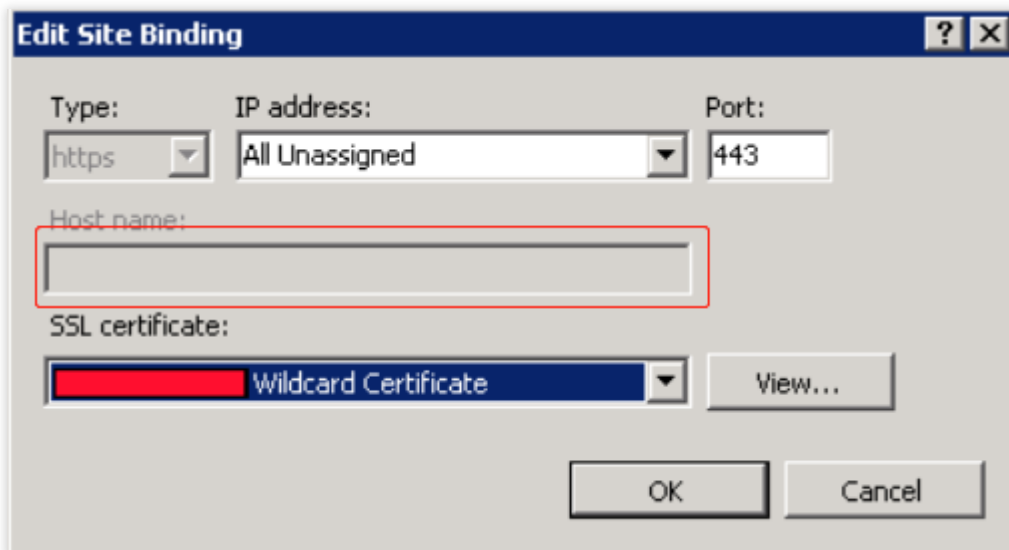 Edit Site Binding
Type: IP address: Port:
https All Unassigned 443
Host name:
SSL certificate:
Wildcard Certificate View...
OK Cancel